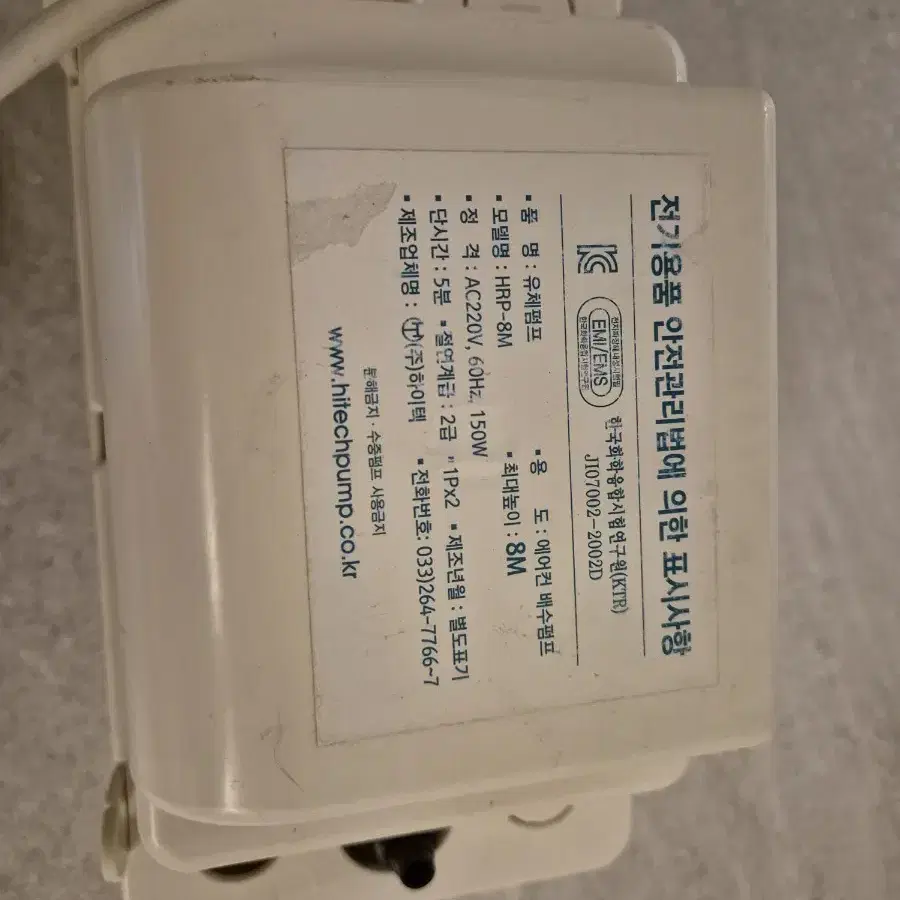 전기용품 안전관리법에 의한 표시사항
EMI/EMS
한국화학융합시험연구원(KTR)
JI07002-2002D
▪ 품 명 : 유체펌프 ▪ 용 도 : 에어컨 배수펌프
▪ 모델명 : HRP-8M ▪ 최대높이 : 8M
▪ 정 격 : AC220V, 60Hz, 150W
▪ 단시간 : 5분 ▪ 절연계급 : 2급 ▪ 1Px2 ▪ 제조년월 : 별도표기
▪ 제조업체명 : (주)하이텍 ▪ 전화번호: 033)264-7766~7
분해금지 · 수중펌프 사용금지
www.hitechpump.co.kr